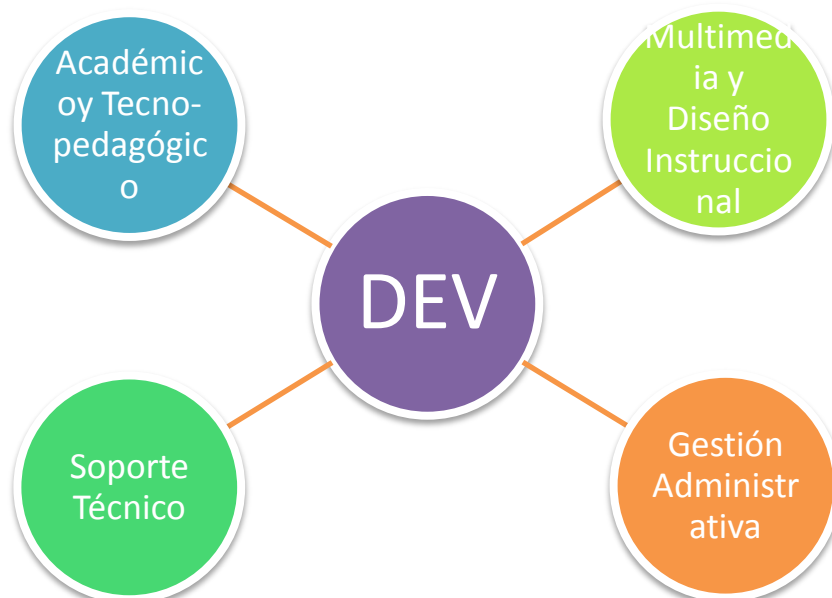 Académic
oy Tecno-
pedagógic
o
Multimed
ia y
Diseño
Instruccio
nal
DEV
Soporte
Técnico
Gestión
Administr
ativa